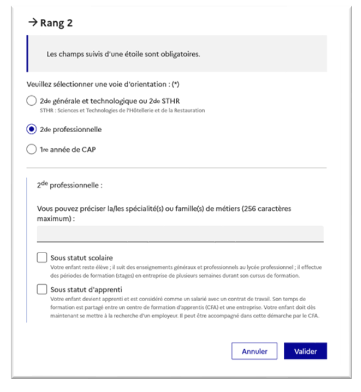 → Rang 2
Les champs suivis d'une étoile sont obligatoires.
Veuillez sélectionner une voie d'orientation : (*)
2de générale et technologique ou 2de STHR
STHR : Sciences et Technologies de l'Hôtellerie et de la Restauration
2de professionnelle
1re année de CAP
2de professionnelle :
Vous pouvez préciser la/les spécialité(s) ou famille(s) de métiers (256 caractères
maximum) :
Sous statut scolaire
Votre enfant reste élève ; il suit des enseignements généraux et professionnels au lycée professionnel ; il effectue
des périodes de formation (stages) en entreprise de plusieurs semaines durant son cursus de formation.
Sous statut d'apprenti
Votre enfant devient apprenti et est considéré comme un salarié avec un contrat de travail. Son temps de
formation est partagé entre un centre de formation d'apprentis (CFA) et une entreprise. Votre enfant doit dès
maintenant se mettre à la recherche d'un employeur. Il peut être accompagné dans cette démarche par le CFA.
Annuler
Valider